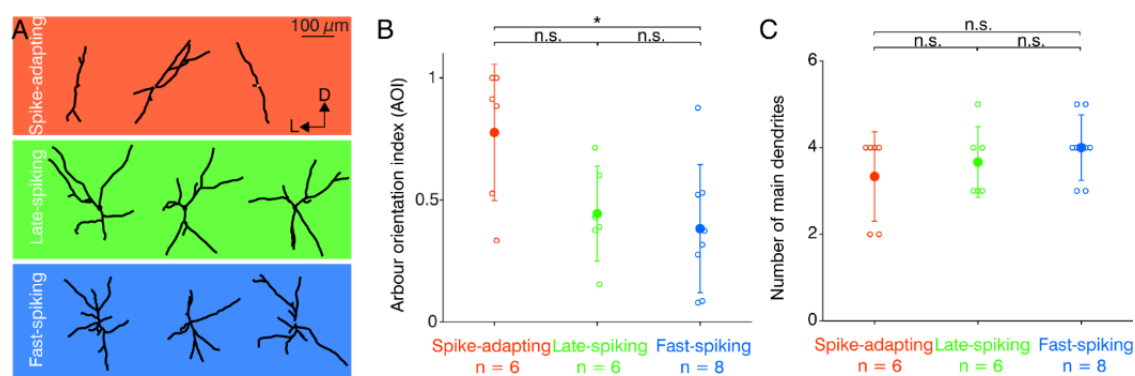 A
100 µm
Spike-adapting
D
L
Late-spiking
Fast-spiking
B
*
n.s.
n.s.
Arbour orientation index (AOI)
1
0.5
0
Spike-adapting Late-spiking Fast-spiking
n = 6 n = 6 n = 8
C
n.s.
n.s.
n.s.
Number of main dendrites
6
4
2
0
Spike-adapting Late-spiking Fast-spiking
n = 6 n = 6 n = 8